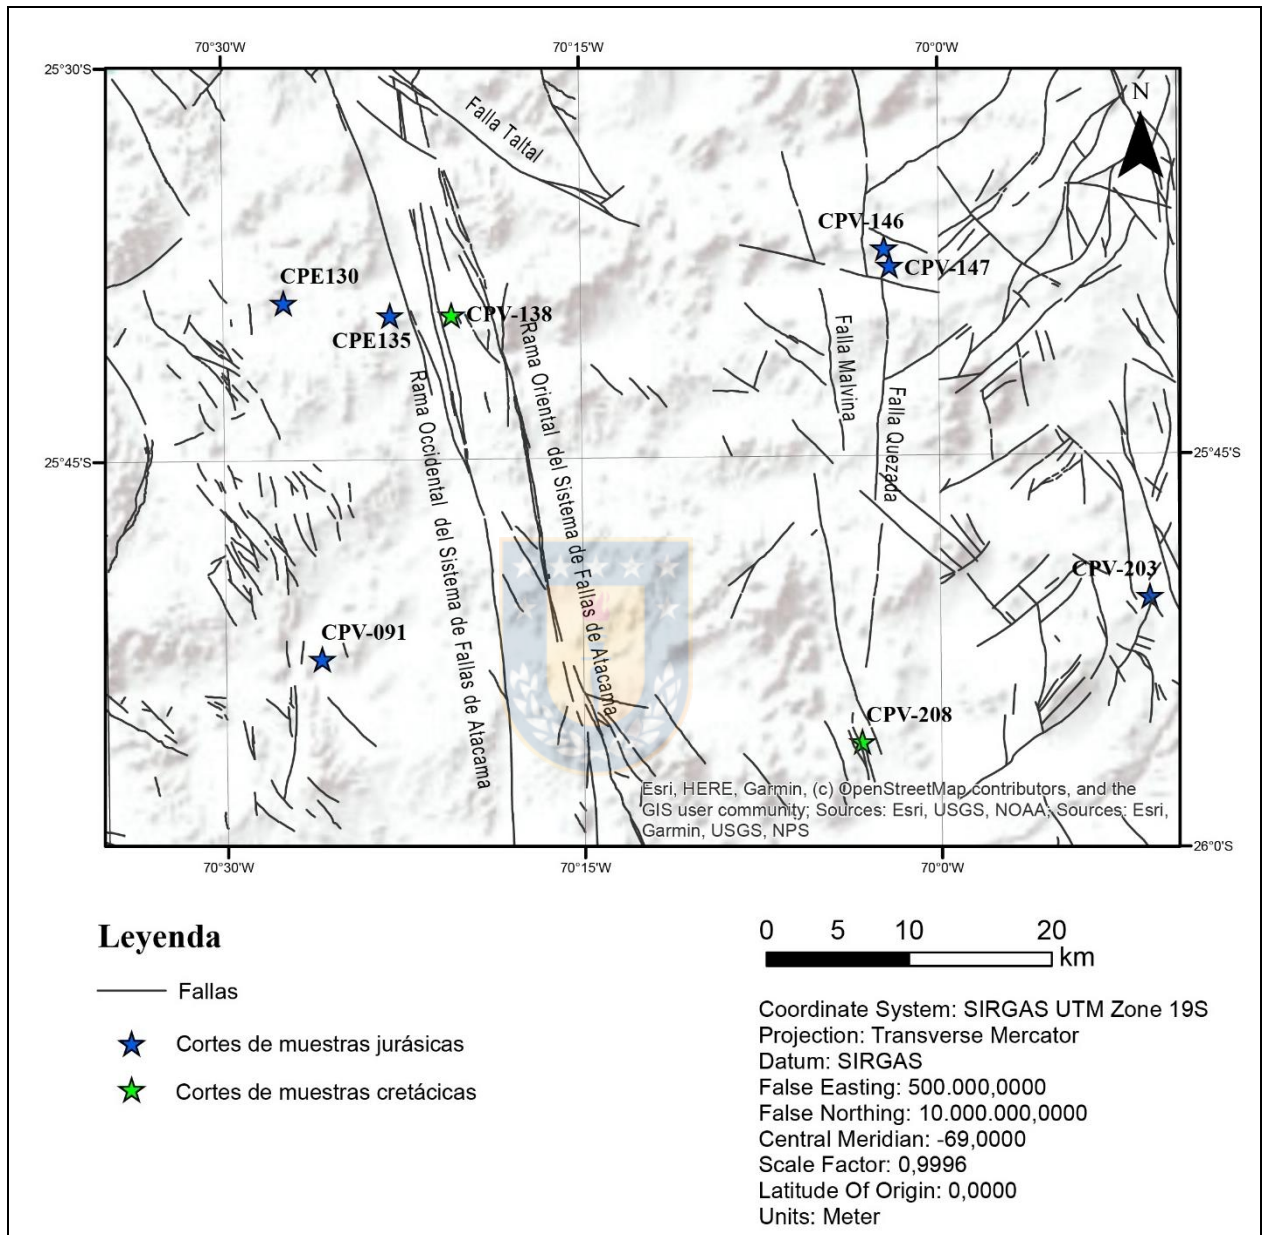 70°30'W
70°15'W
70°0'W
25°30'S
N
Falla Taltal
CPV-146
CPV-147
CPE130
CPV-138
CPE135
Rama Occidental del Sistema de Fallas de Atacama
Rama Oriental del Sistema de Fallas de Atacama
Falla Malvina
Falla Quezada
25°45'S
25°45'S
CPV-203
CPV-091
CPV-208
Esri, HERE, Garmin, (c) OpenStreetMap contributors, and the
GIS user community; Sources: Esri, USGS, NOAA; Sources: Esri,
Garmin, USGS, NPS
26°0'S
70°30'W
70°15'W
70°0'W
Leyenda
Fallas
Cortes de muestras jurásicas
Cortes de muestras cretácicas
0 5 10 20
km
Coordinate System: SIRGAS UTM Zone 19S
Projection: Transverse Mercator
Datum: SIRGAS
False Easting: 500.000,0000
False Northing: 10.000.000,0000
Central Meridian: -69,0000
Scale Factor: 0,9996
Latitude Of Origin: 0,0000
Units: Meter